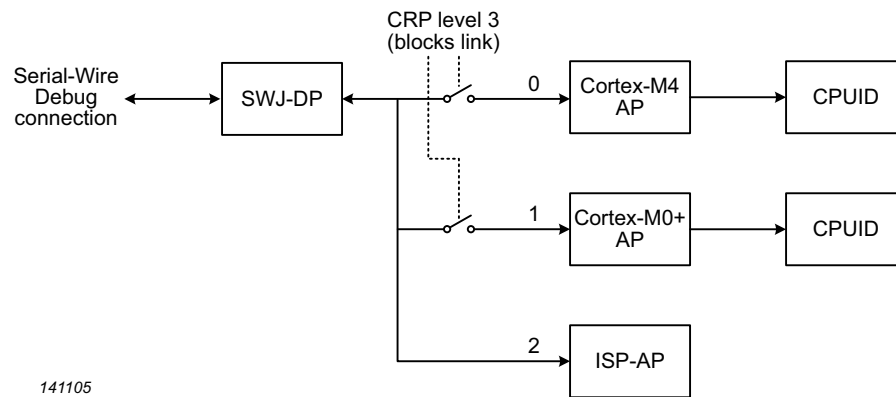 CRP level 3
(blocks link)
Serial-Wire
Debug
connection
SWJ-DP
0
Cortex-M4
AP
CPUID
1
Cortex-M0+
AP
CPUID
2
ISP-AP
141105